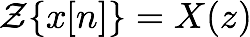 𝒵{x[n]} = X(z)